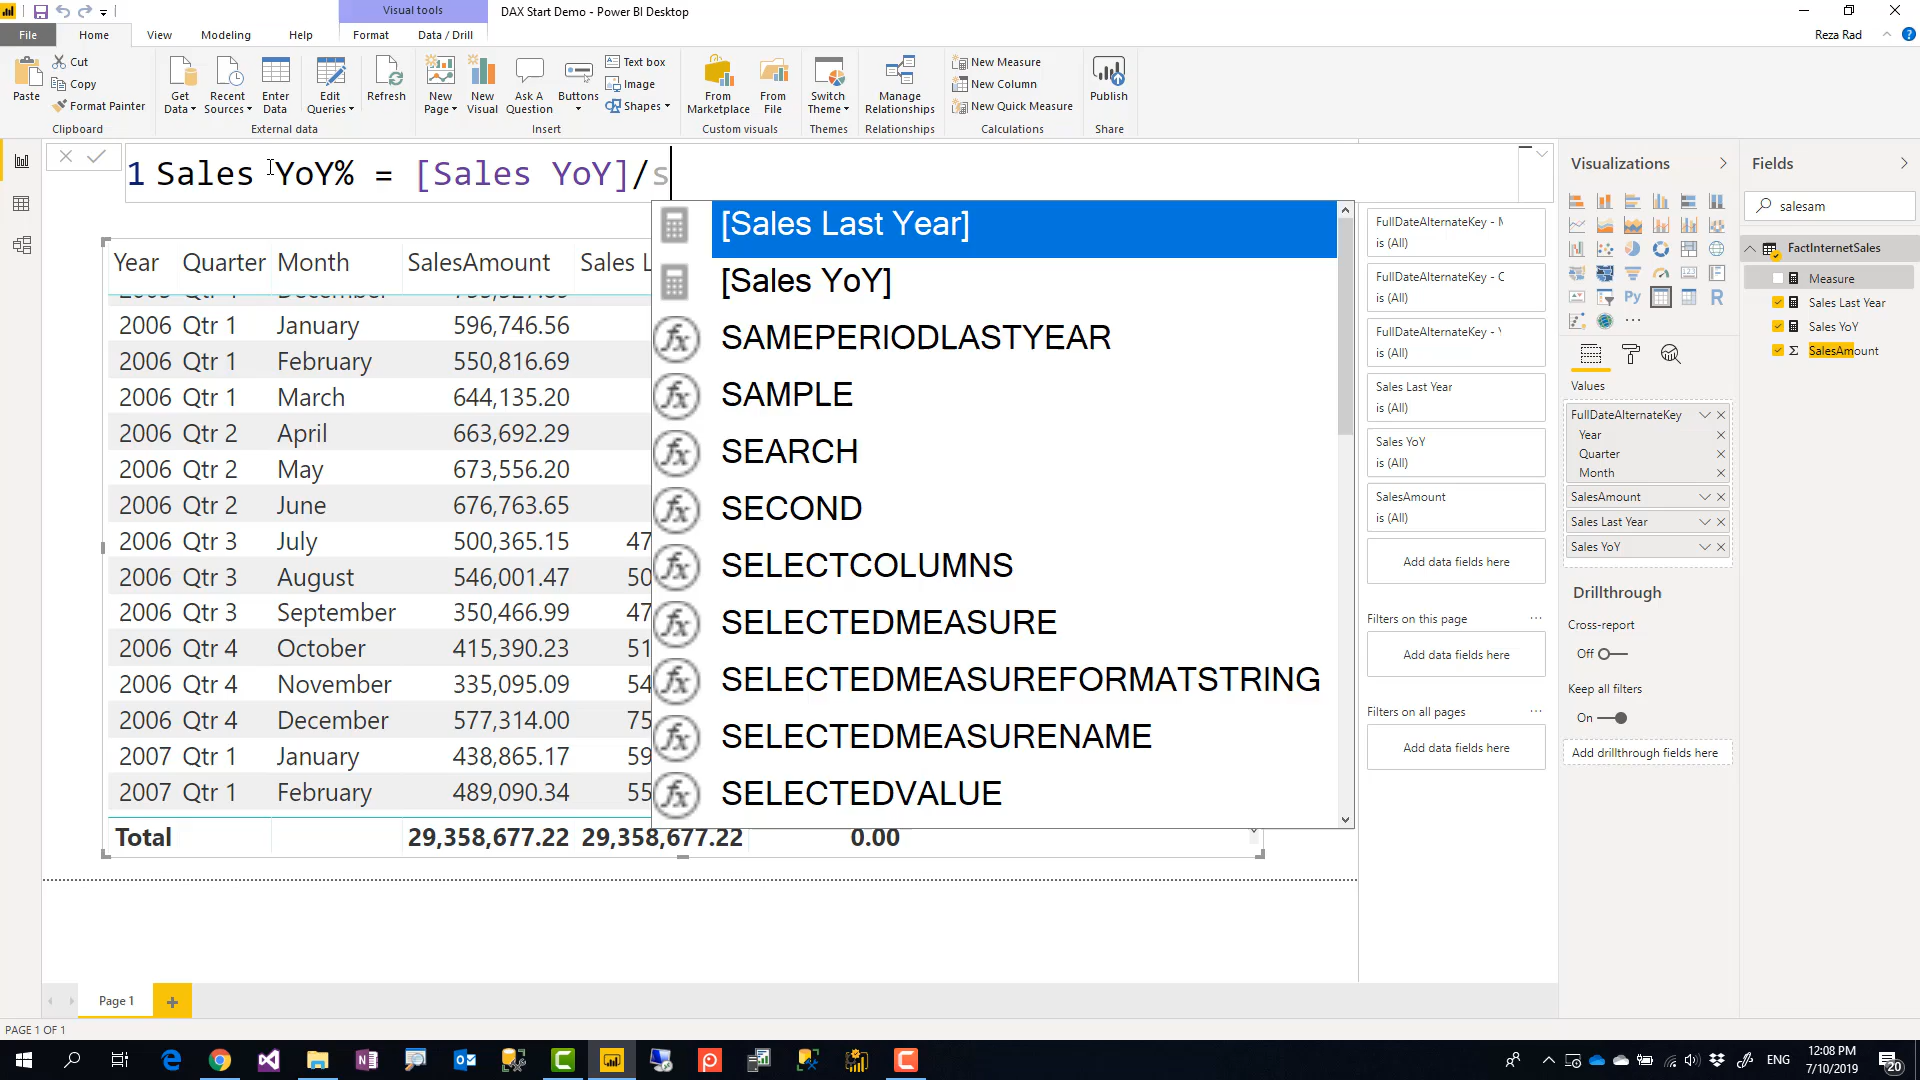 Visual tools
DAX Start Demo - Power BI Desktop
File
Home
View
Modeling
Help
Format
Data / Drill
Reza Rad
Paste
Cut
Copy
Format Painter
Clipboard
Get Data
Recent Sources
Enter Data
Edit Queries
Refresh
External data
New Page
New Visual
Ask A Question
Buttons
Text box
Image
Shapes
Insert
From Marketplace
From File
Custom visuals
Switch Theme
Themes
Manage Relationships
Relationships
New Measure
New Column
New Quick Measure
Calculations
Publish
Share
1 Sales YoY% = [Sales YoY]/s
[Sales Last Year]
[Sales YoY]
SAMEPERIODLASTYEAR
SAMPLE
SEARCH
SECOND
SELECTCOLUMNS
SELECTEDMEASURE
SELECTEDMEASUREFORMATSTRING
SELECTEDMEASURENAME
SELECTEDVALUE
Year Quarter Month SalesAmount Sales L
2006 Qtr 1 January 596,746.56
2006 Qtr 1 February 550,816.69
2006 Qtr 1 March 644,135.20
2006 Qtr 2 April 663,692.29
2006 Qtr 2 May 673,556.20
2006 Qtr 2 June 676,763.65
2006 Qtr 3 July 500,365.15 47
2006 Qtr 3 August 546,001.47 50
2006 Qtr 3 September 350,466.99 47
2006 Qtr 4 October 415,390.23 51
2006 Qtr 4 November 335,095.09 54
2006 Qtr 4 December 577,314.00 75
2007 Qtr 1 January 438,865.17 59
2007 Qtr 1 February 489,090.34 55
Total 29,358,677.22 29,358,677.22 0.00
FullDateAlternateKey - M
is (All)
FullDateAlternateKey - C
is (All)
FullDateAlternateKey - Y
is (All)
Sales Last Year
is (All)
Sales YoY
is (All)
SalesAmount
is (All)
Add data fields here
Filters on this page
...
Add data fields here
Filters on all pages
...
Add data fields here
Visualizations
Py
R
...
Values
FullDateAlternateKey
Year
Quarter
Month
SalesAmount
Sales Last Year
Sales YoY
Drillthrough
Cross-report
Off
Keep all filters
On
Add drillthrough fields here
Fields
salesam
FactInternetSales
Measure
Sales Last Year
Sales YoY
Σ SalesAmount
Page 1
PAGE 1 OF 1
ENG
12:08 PM
7/10/2019
20